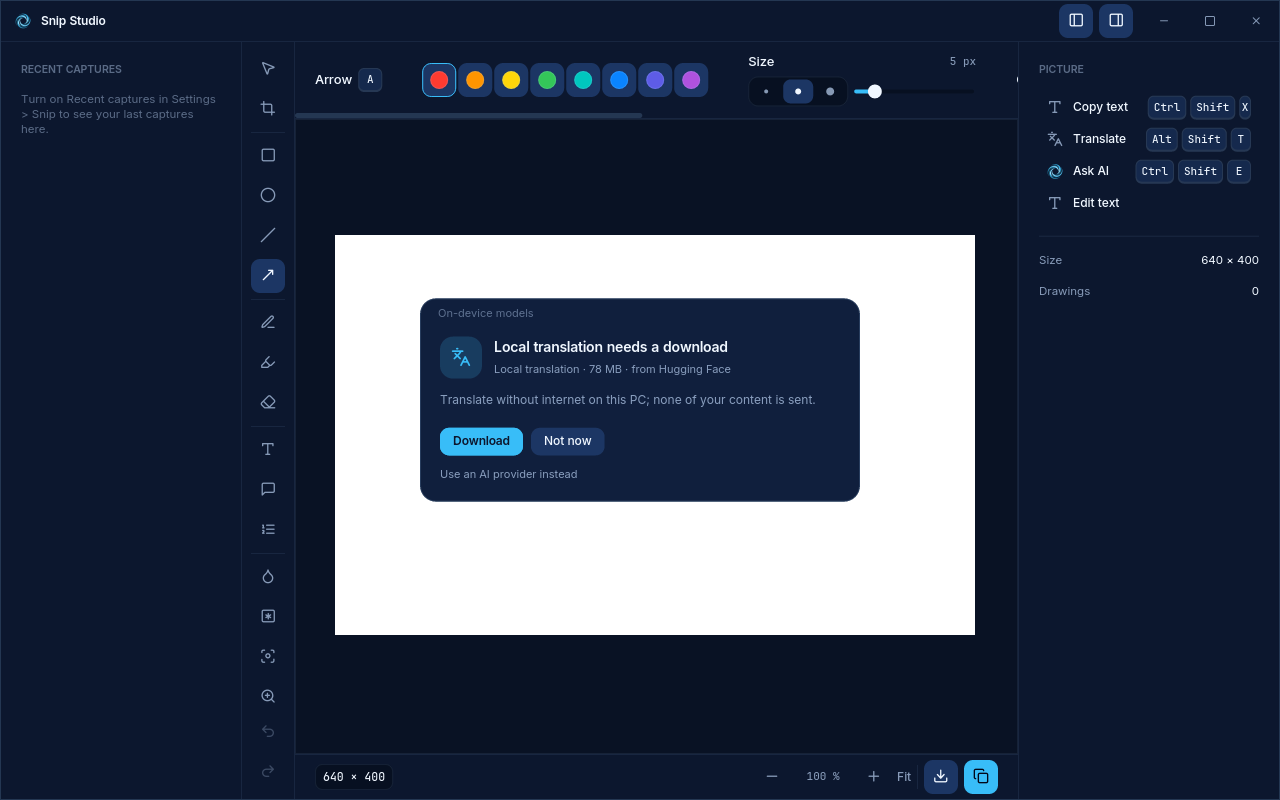 Snip Studio
RECENT CAPTURES
Turn on Recent captures in Settings
> Snip to see your last captures
here.
Arrow A
Size 5 px
On-device models
Local translation needs a download
Local translation · 78 MB · from Hugging Face
Translate without internet on this PC; none of your content is sent.
Download Not now
Use an AI provider instead
640 × 400
100 % Fit
PICTURE
Copy text Ctrl Shift X
Translate Alt Shift T
Ask AI Ctrl Shift E
Edit text
Size 640 × 400
Drawings 0